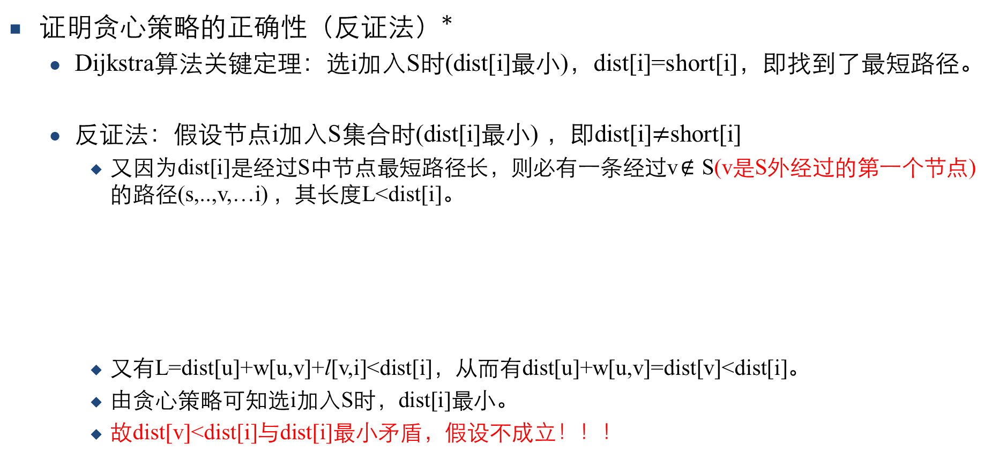 证明贪心策略的正确性（反证法）*
Dijkstra算法关键定理：选i加入S时(dist[i]最小)，dist[i]=short[i]，即找到了最短路径。
反证法：假设节点i加入S集合时(dist[i]最小) ，即dist[i]≠short[i]
又因为dist[i]是经过S中节点最短路径长，则必有一条经过v∉ S(v是S外经过的第一个节点)
的路径(s,..,v,…i) ，其长度L<dist[i]。
又有L=dist[u]+w[u,v]+l[v,i]<dist[i]，从而有dist[u]+w[u,v]=dist[v]<dist[i]。
由贪心策略可知选i加入S时，dist[i]最小。
故dist[v]<dist[i]与dist[i]最小矛盾，假设不成立！！！